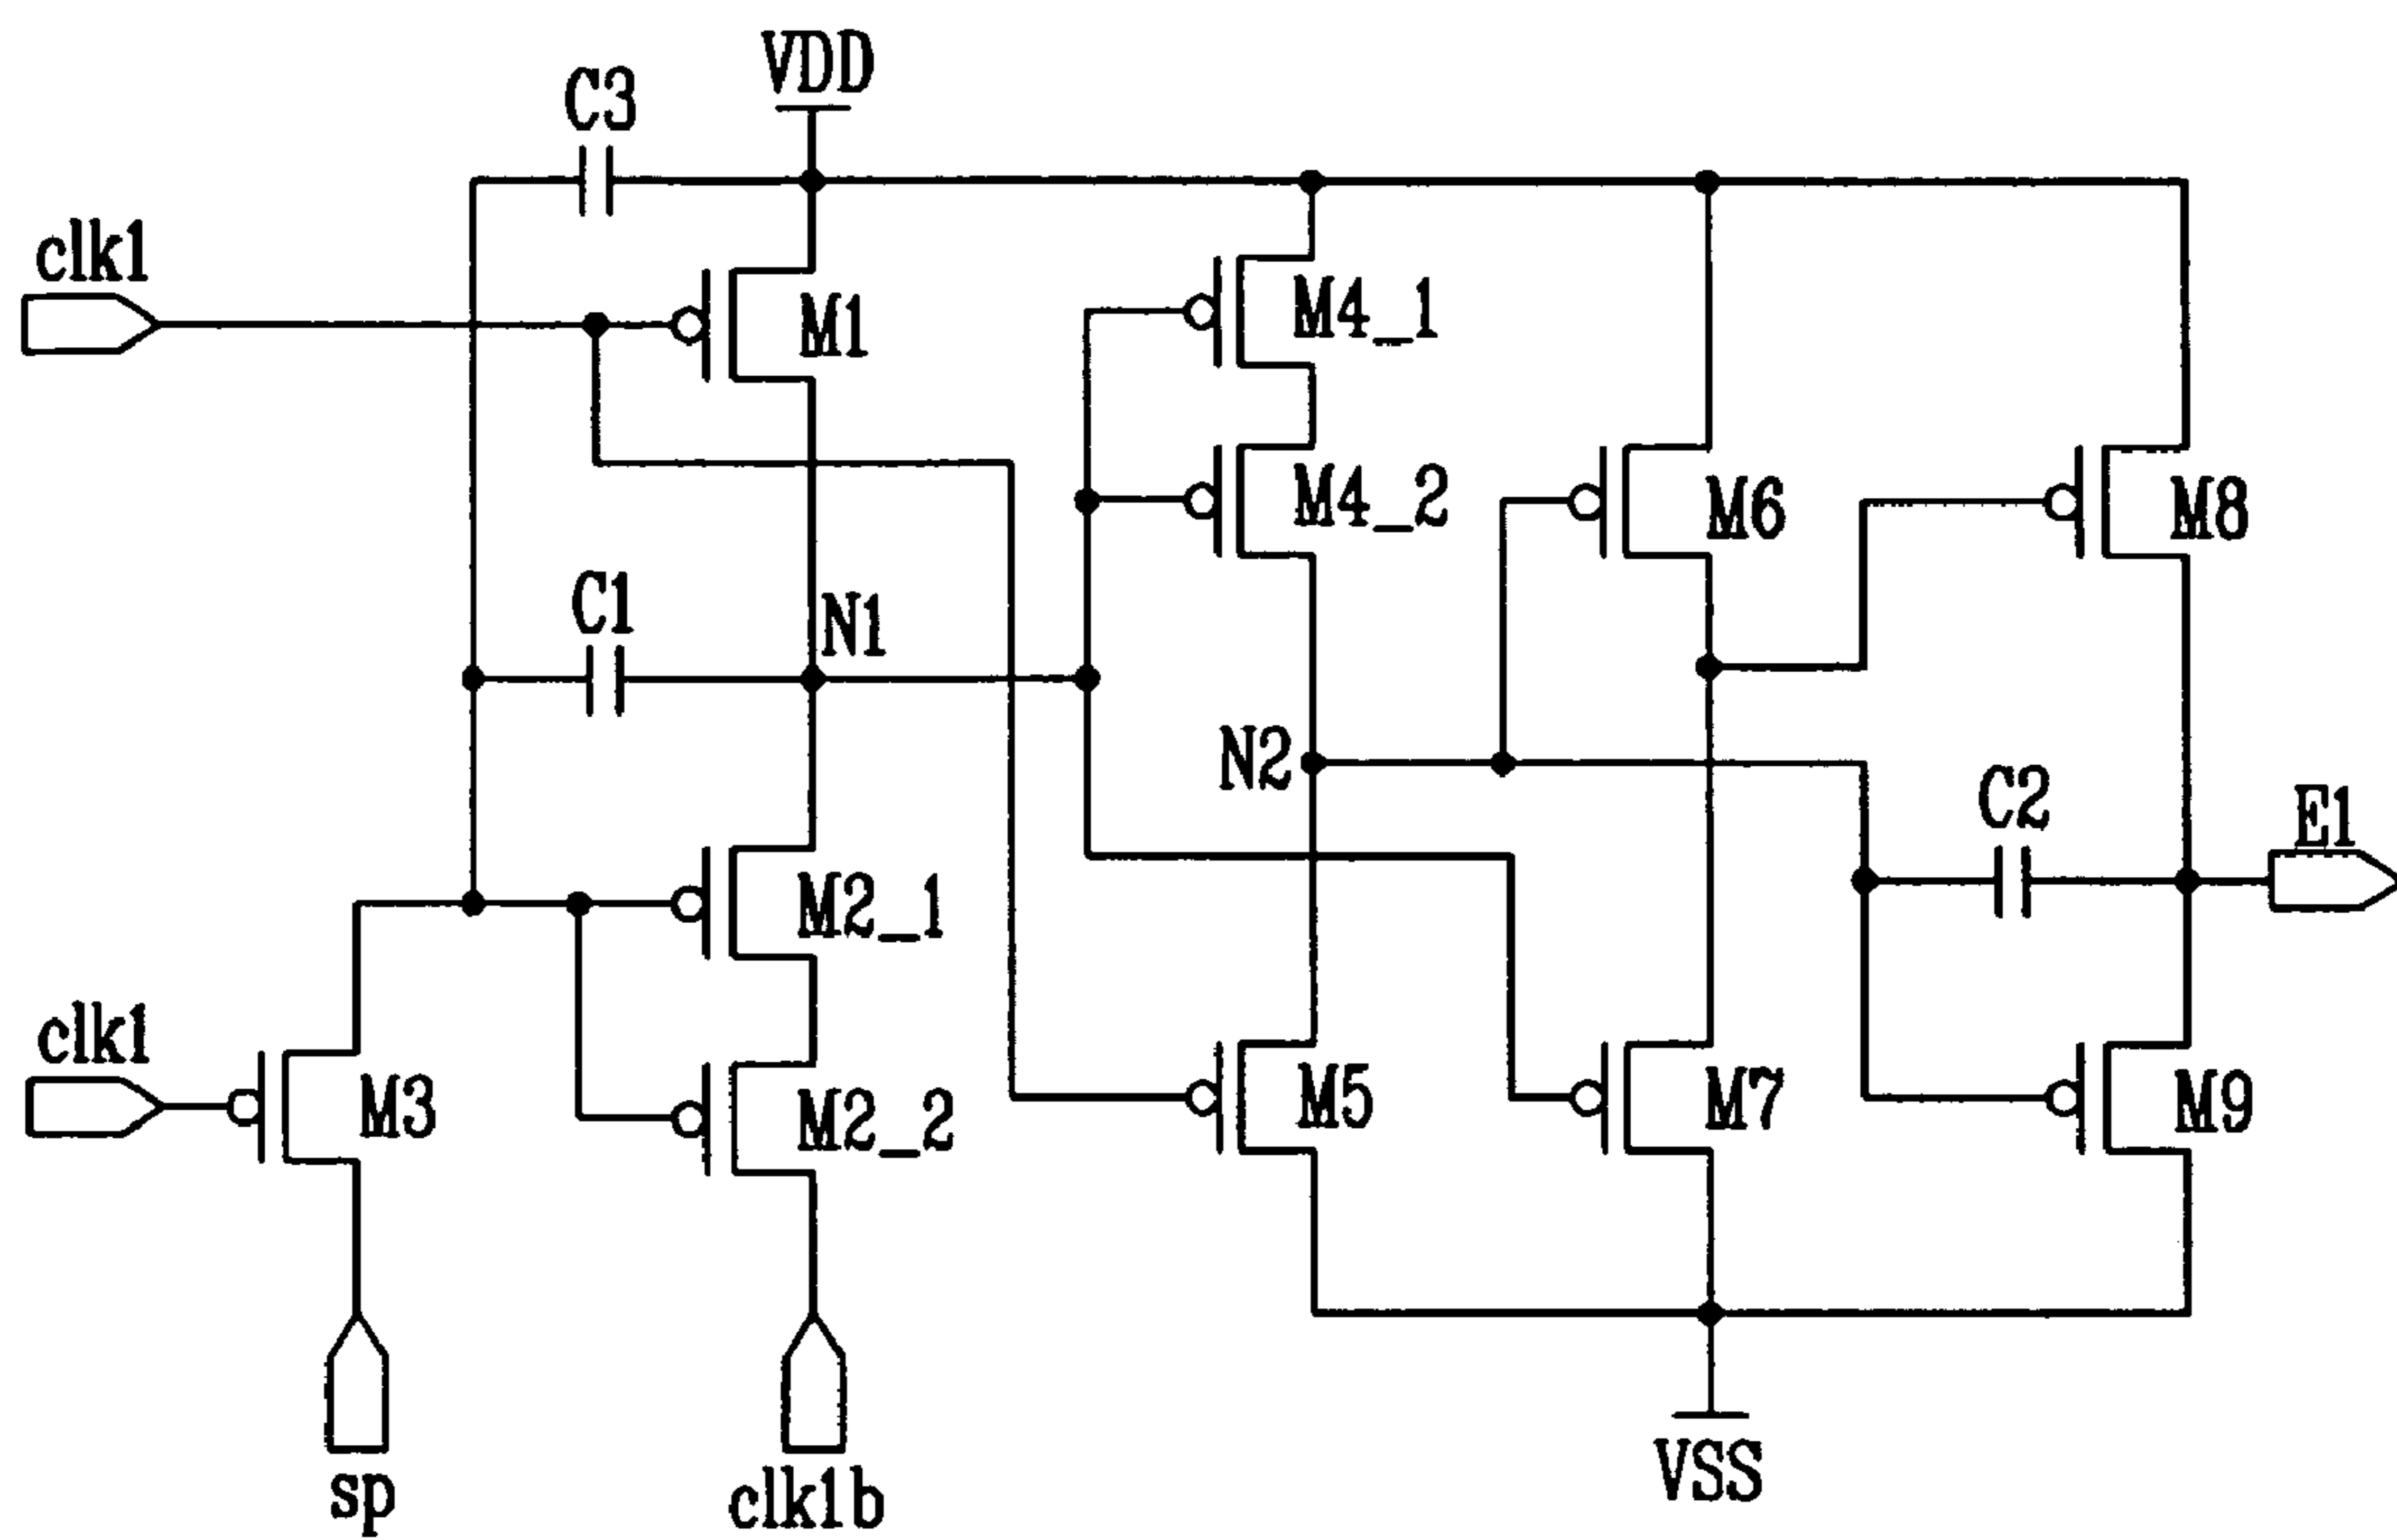 VDD
C3
clk1
M1
M4_1
M4_2
M6
M8
C1
N1
N2
C2
E1
M2_1
clk1
M3
M2_2
M5
M7
M9
sp
clk1b
VSS